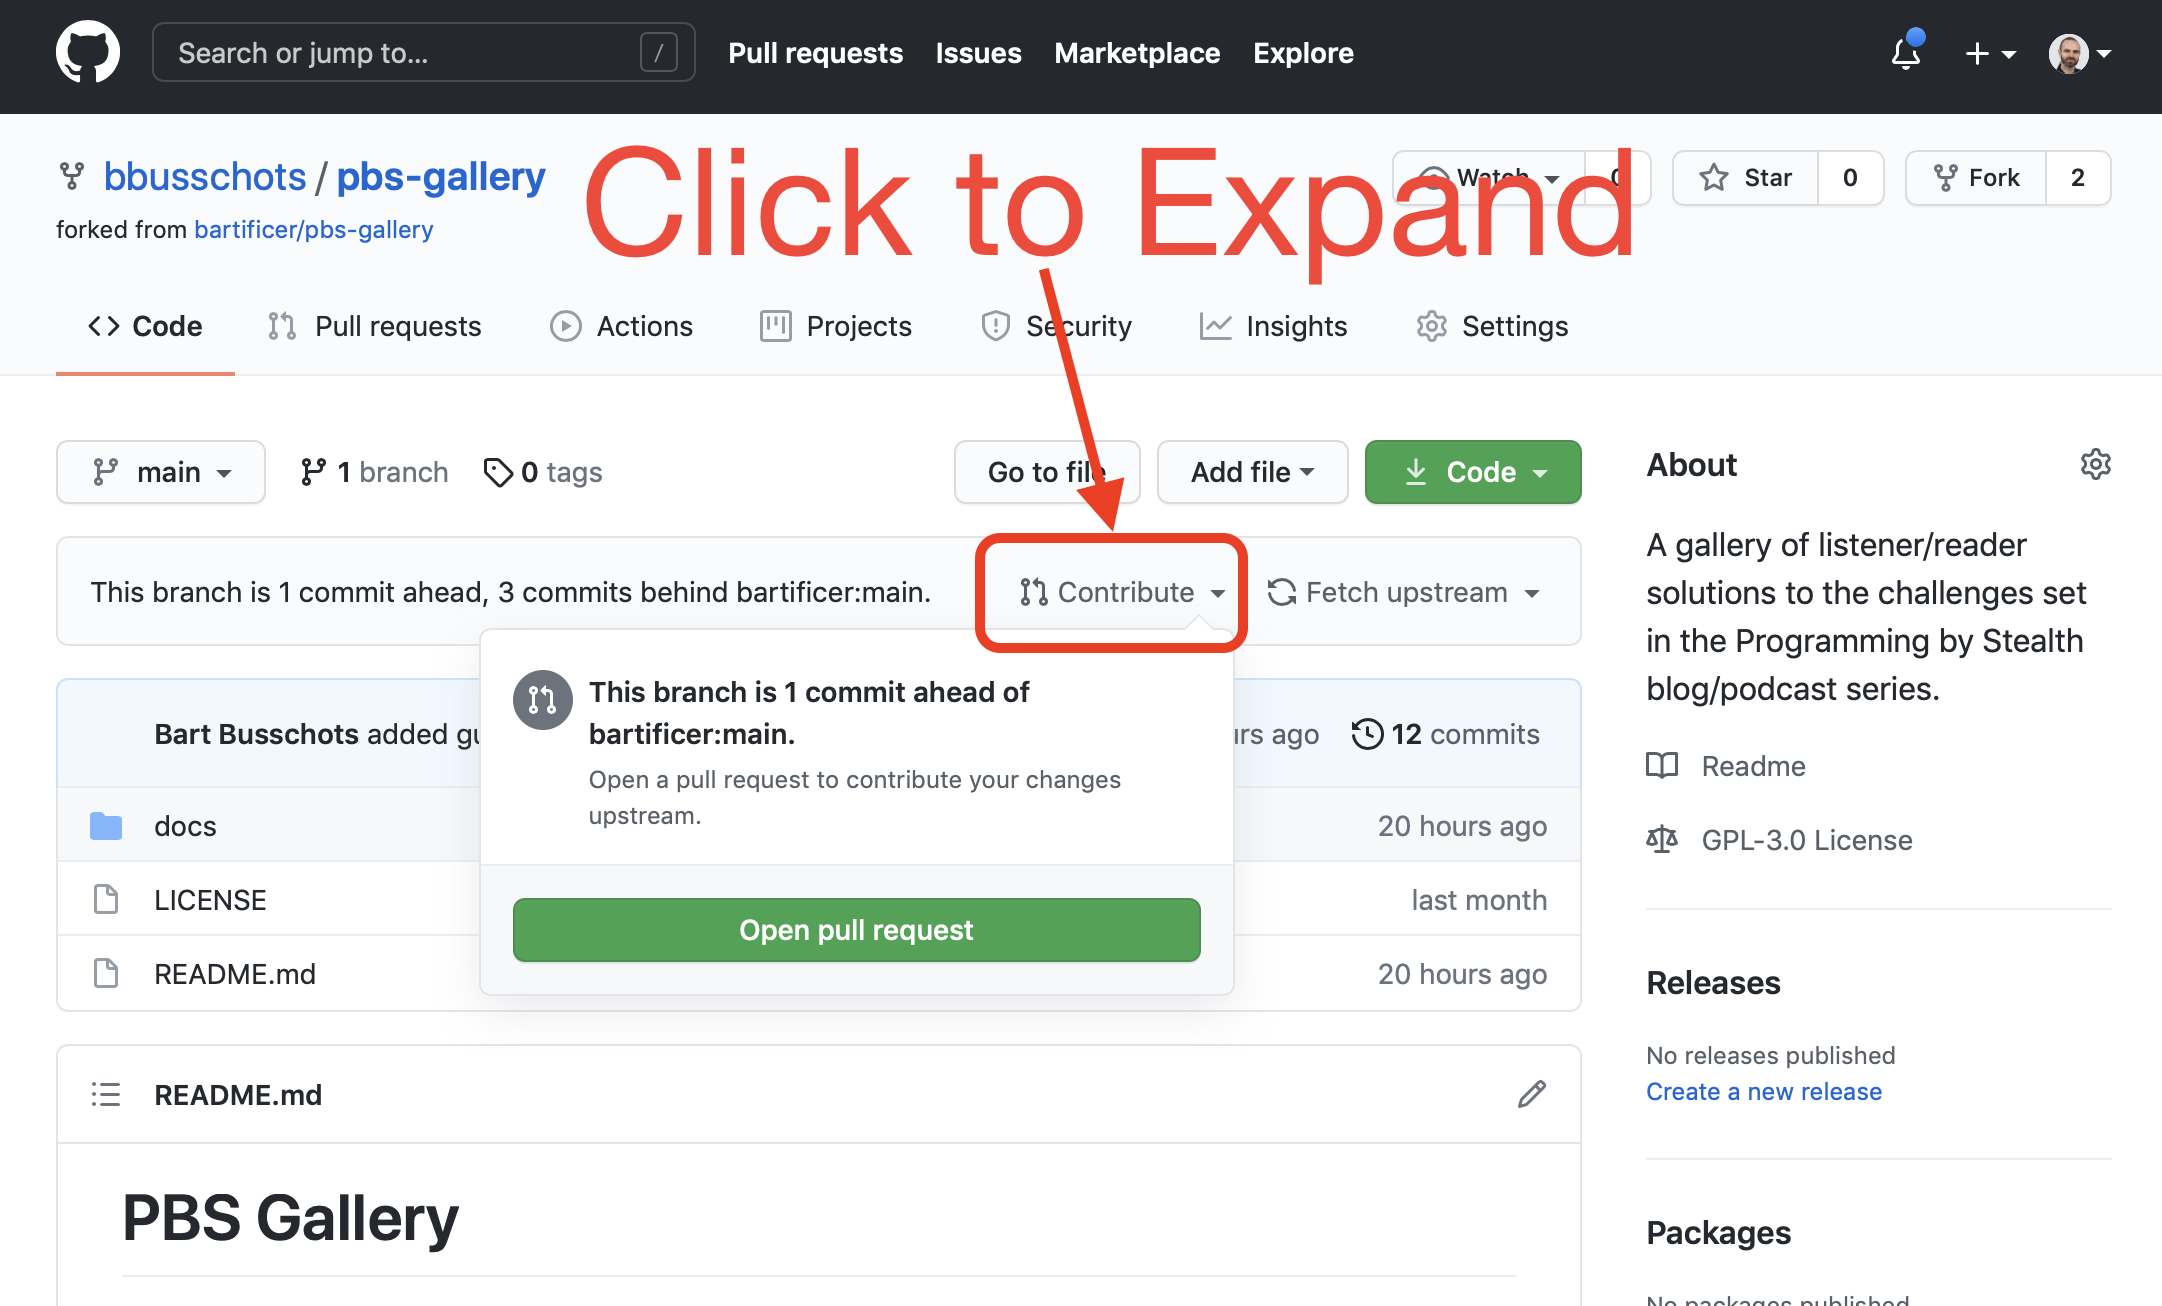 Search or jump to... /
Pull requests Issues Marketplace Explore
bbusschots / pbs-gallery
Click to Expand
Watch 0
Star 0
Fork 2
forked from bartificer/pbs-gallery
Code Pull requests Actions Projects Security Insights Settings
main 1 branch 0 tags
Go to file Add file Code
This branch is 1 commit ahead, 3 commits behind bartificer:main.
Contribute Fetch upstream
This branch is 1 commit ahead of
bartificer:main.
Open a pull request to contribute your changes
upstream.
Open pull request
Bart Busschots added
ago 12 commits
docs 20 hours ago
LICENSE last month
README.md 20 hours ago
README.md
PBS Gallery
About
A gallery of listener/reader
solutions to the challenges set
in the Programming by Stealth
blog/podcast series.
Readme
GPL-3.0 License
Releases
No releases published
Create a new release
Packages
No packages published